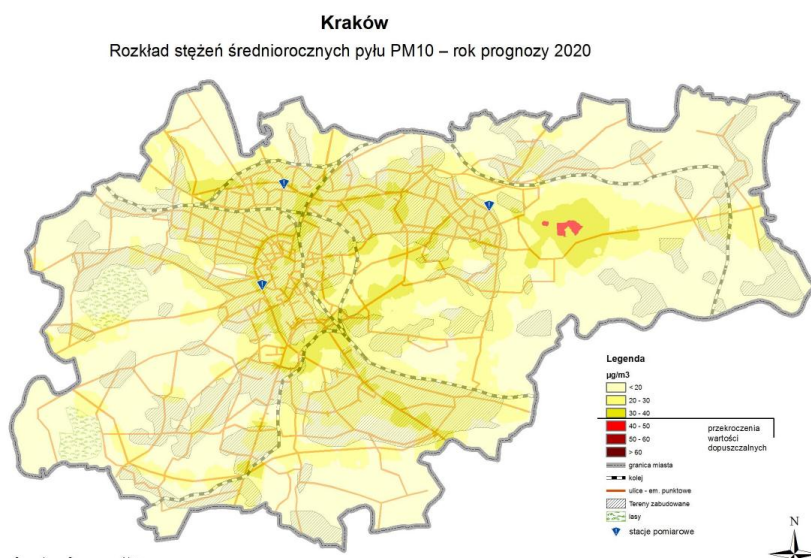 Kraków
Rozkład stężeń średniorocznych pyłu PM10 – rok prognozy 2020
Legenda
µg/m3
< 20
20 - 30
30 - 40
40 - 50
50 - 60
> 60
przekroczenia
wartości
dopuszczalnych
granica miasta
kolej
ulice - em. punktowe
Tereny zabudowane
lasy
stacje pomiarowe
N